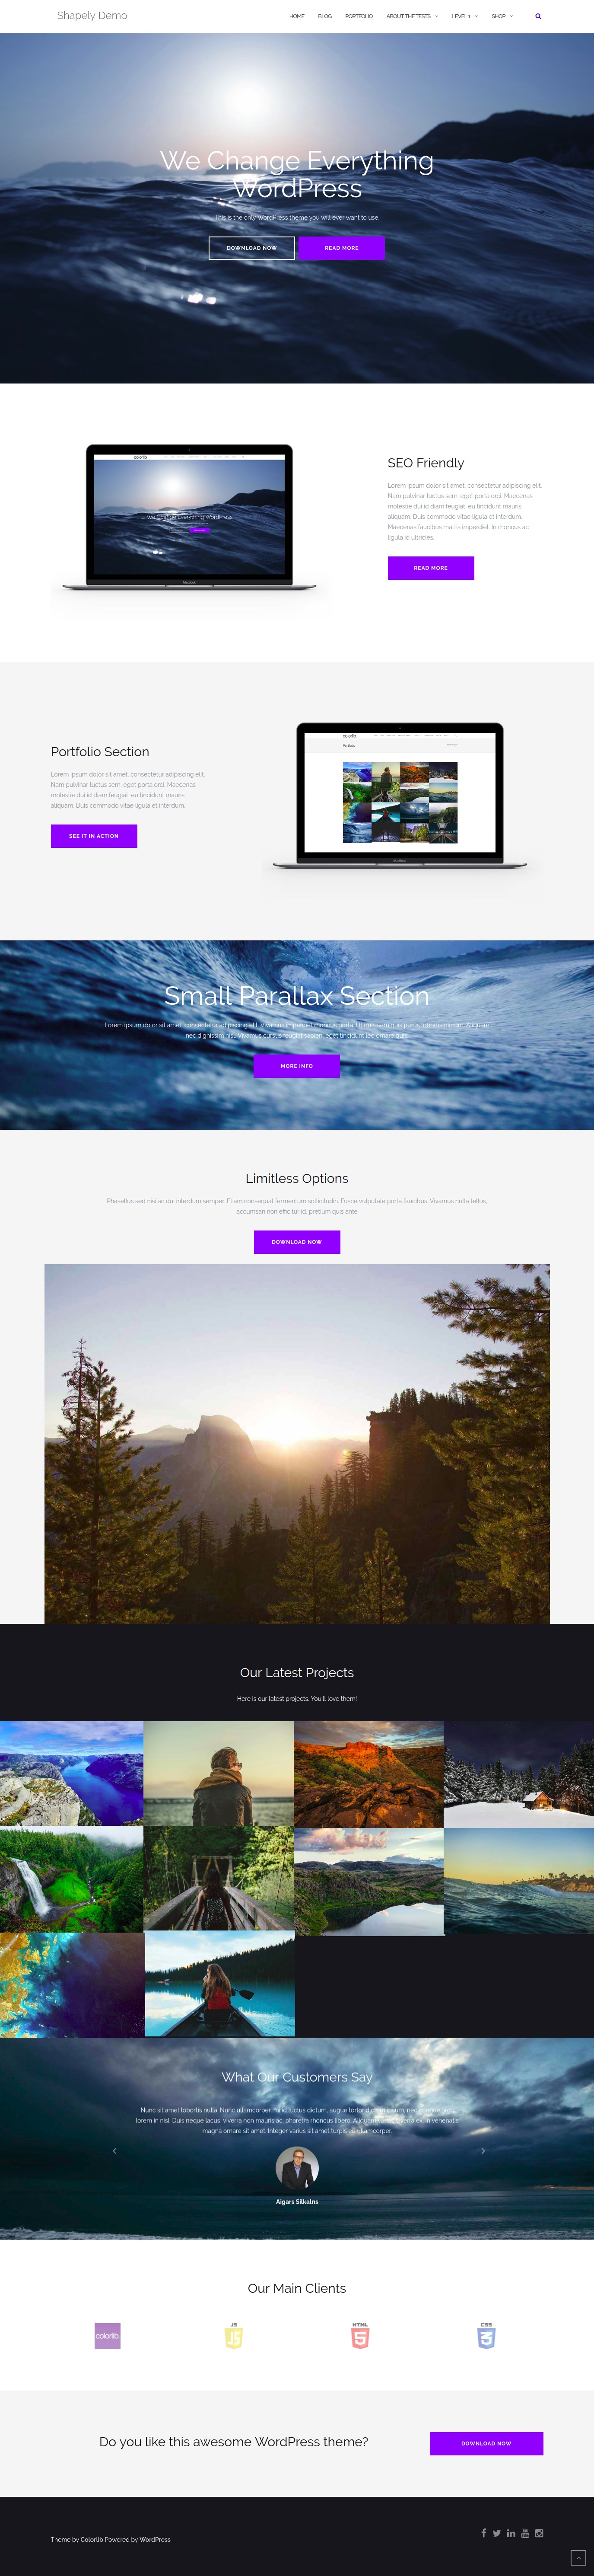 Shapely Demo
HOME BLOG PORTFOLIO ABOUT THE TESTS LEVEL 1 SHOP
We Change Everything
WordPress
This is the only WordPress theme you will ever want to use.
DOWNLOAD NOW READ MORE
colorlib
We Change Everything WordPress
SEO Friendly
Lorem ipsum dolor sit amet, consectetur adipiscing elit.
Nam pulvinar luctus sem, eget porta orci. Maecenas
molestie dui id diam feugiat, eu tincidunt mauris
aliquam. Duis commodo vitae ligula et interdum.
Maecenas faucibus mattis imperdiet. In rhoncus ac
ligula id ultricies.
READ MORE
Portfolio Section
Lorem ipsum dolor sit amet, consectetur adipiscing elit.
Nam pulvinar luctus sem, eget porta orci. Maecenas
molestie dui id diam feugiat, eu tincidunt mauris
aliquam. Duis commodo vitae ligula et interdum.
SEE IT IN ACTION
colorlib
Portfolio
Small Parallax Section
Lorem ipsum dolor sit amet, consectetur adipiscing elit. Vivamus imperdiet rhoncus porta. Ut quis sem quis purus lobortis dictum. Aliquam
nec dignissim nisl. Vivamus cursus feugiat sapien, eget tincidunt leo ornare quis.
MORE INFO
Limitless Options
Phasellus sed nisi ac dui interdum semper. Etiam consequat fermentum sollicitudin. Fusce vulputate porta faucibus. Vivamus nulla tellus,
accumsan non efficitur id, pretium quis ante
DOWNLOAD NOW
Our Latest Projects
Here is our latest projects. You'll love them!
What Our Customers Say
Nunc sit amet lobortis nulla. Nunc ullamcorper, mi id luctus dictum, augue tortor dictum ipsum, nec
lorem in nisl. Duis neque lacus, viverra non mauris ac, pharetra rhoncus libero. Aliquam in venenatis
magna ornare sit amet. Integer varius sit amet turpis eu ullamcorper.
Aigars Silkalns
Our Main Clients
colorlib
JS
HTML
CSS
Do you like this awesome WordPress theme?
DOWNLOAD NOW
Theme by Colorlib Powered by WordPress